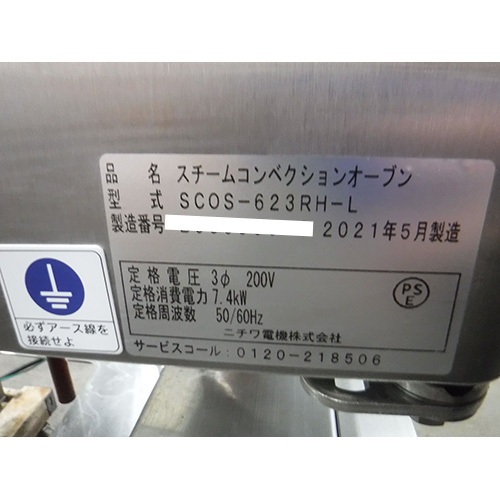 品名 スチームコンベクションオーブン
型式 SCOS-623RH-L
製造番号 2021年5月製造
定格電圧 3φ 200V
定格消費電力 7.4kW
定格周波数 50/60Hz
PS
E
ニチワ電機株式会社
サービスコール:0120-218506
必ずアース線を
接続せよ